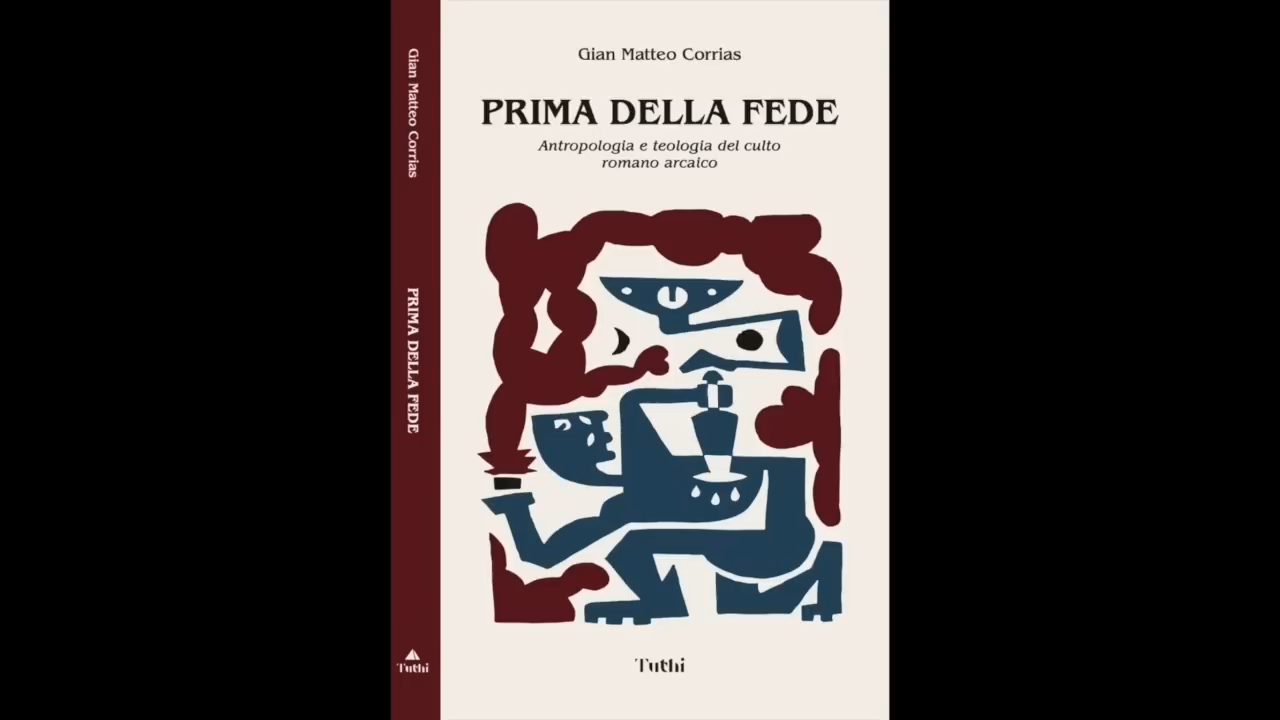 Gian Matteo Corrias
PRIMA DELLA FEDE
Tuthi
Gian Matteo Corrias
PRIMA DELLA FEDE
Antropologia e teologia del culto
romano arcaico
Tuthi